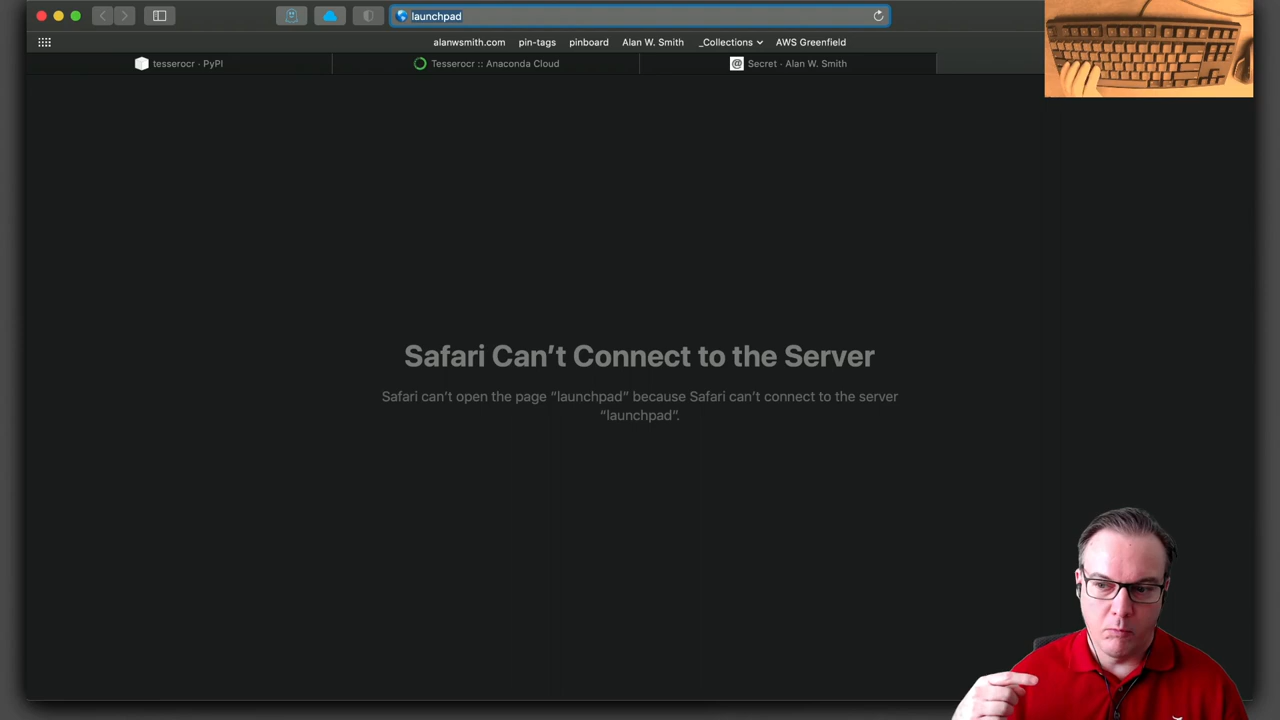 launchpad
alanwsmith.com pin-tags pinboard Alan W. Smith _Collections AWS Greenfield
tesserocr · PyPI Tesserocr :: Anaconda Cloud @ Secret · Alan W. Smith
Safari Can’t Connect to the Server
Safari can’t open the page “launchpad” because Safari can’t connect to the server
“launchpad”.